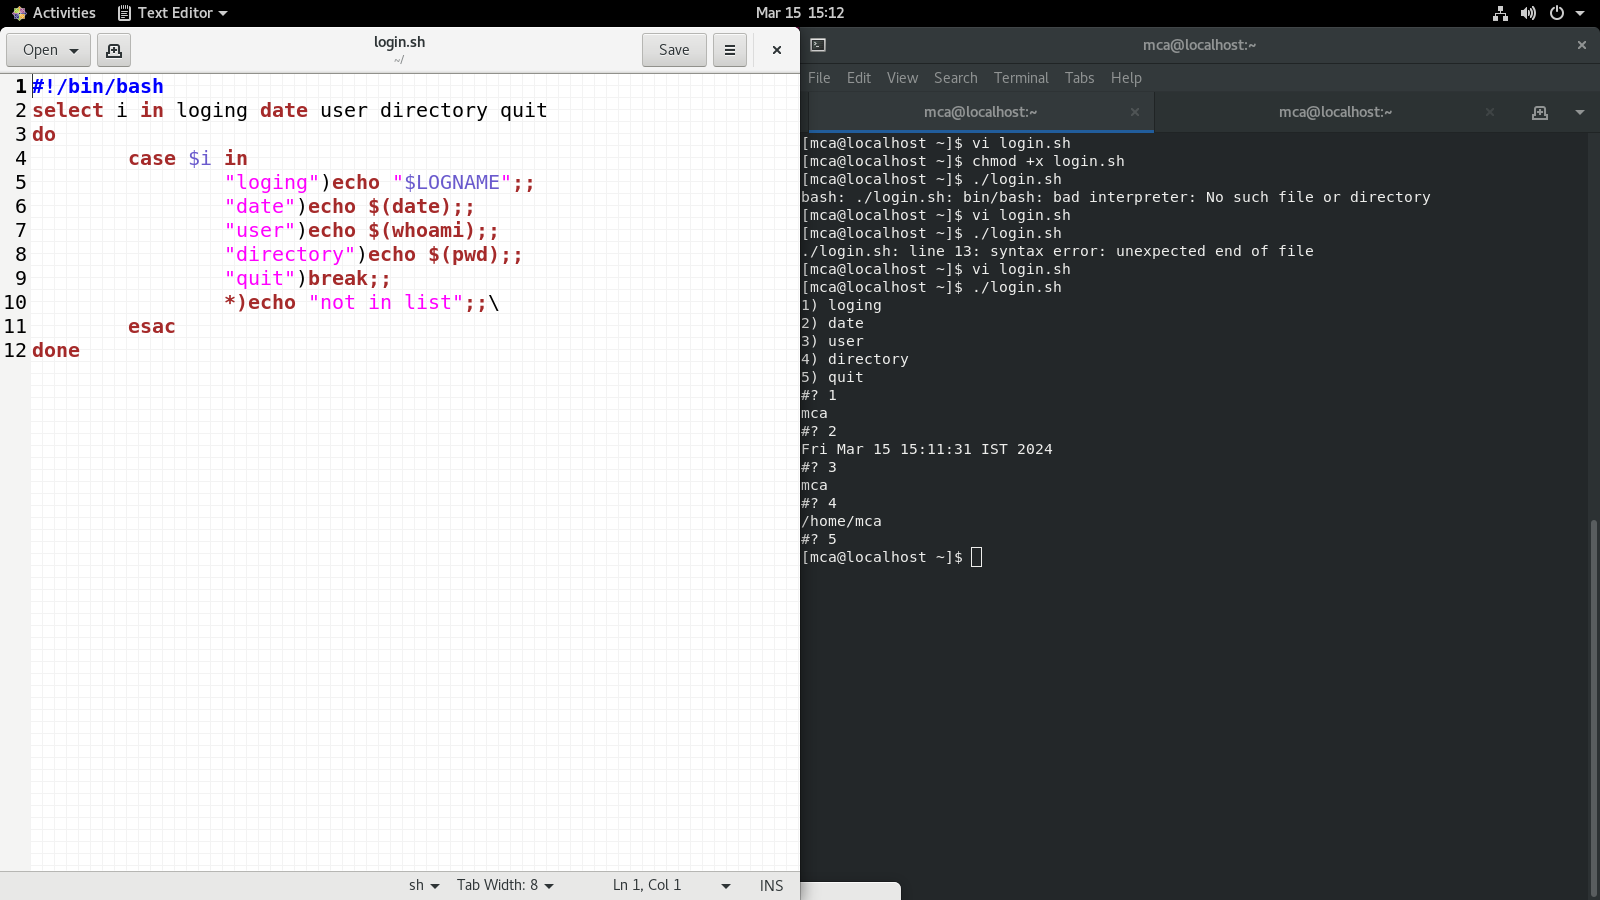 Activities Text Editor Mar 15 15:12
Open login.sh Save
~/
1 #!/bin/bash
2 select i in loging date user directory quit
3 do
4 case $i in
5 "loging")echo "$LOGNAME";;
6 "date")echo $(date);;
7 "user")echo $(whoami);;
8 "directory")echo $(pwd);;
9 "quit")break;;
10 *)echo "not in list";;\
11 esac
12 done
sh Tab Width: 8 Ln 1, Col 1 INS
mca@localhost:~
File Edit View Search Terminal Tabs Help
mca@localhost:~ mca@localhost:~
[mca@localhost ~]$ vi login.sh
[mca@localhost ~]$ chmod +x login.sh
[mca@localhost ~]$ ./login.sh
bash: ./login.sh: bin/bash: bad interpreter: No such file or directory
[mca@localhost ~]$ vi login.sh
[mca@localhost ~]$ ./login.sh
./login.sh: line 13: syntax error: unexpected end of file
[mca@localhost ~]$ vi login.sh
[mca@localhost ~]$ ./login.sh
1) loging
2) date
3) user
4) directory
5) quit
#? 1
mca
#? 2
Fri Mar 15 15:11:31 IST 2024
#? 3
mca
#? 4
/home/mca
#? 5
[mca@localhost ~]$